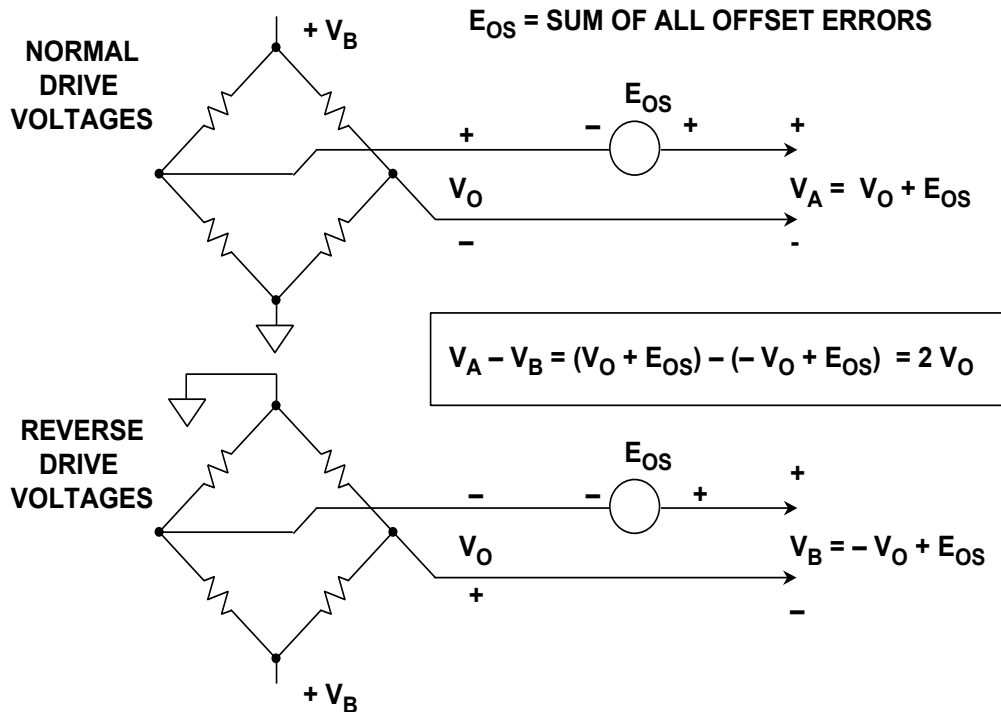 + V_B
E_OS = SUM OF ALL OFFSET ERRORS
NORMAL
DRIVE
VOLTAGES
E_OS
+ – + +
V_O
V_A = V_O + E_OS
– -
V_A – V_B = (V_O + E_OS) – (– V_O + E_OS) = 2 V_O
REVERSE
DRIVE
VOLTAGES
E_OS
– – + +
V_O
V_B = – V_O + E_OS
+ –
+ V_B